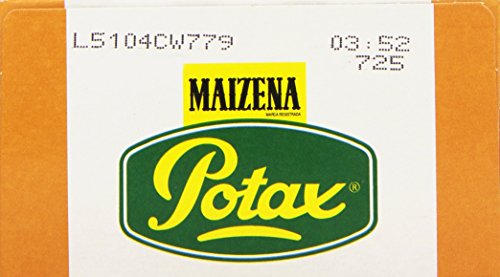 L5104CW779 03:52
725
MAIZENA
MARCA REGISTRADA
Potax ®